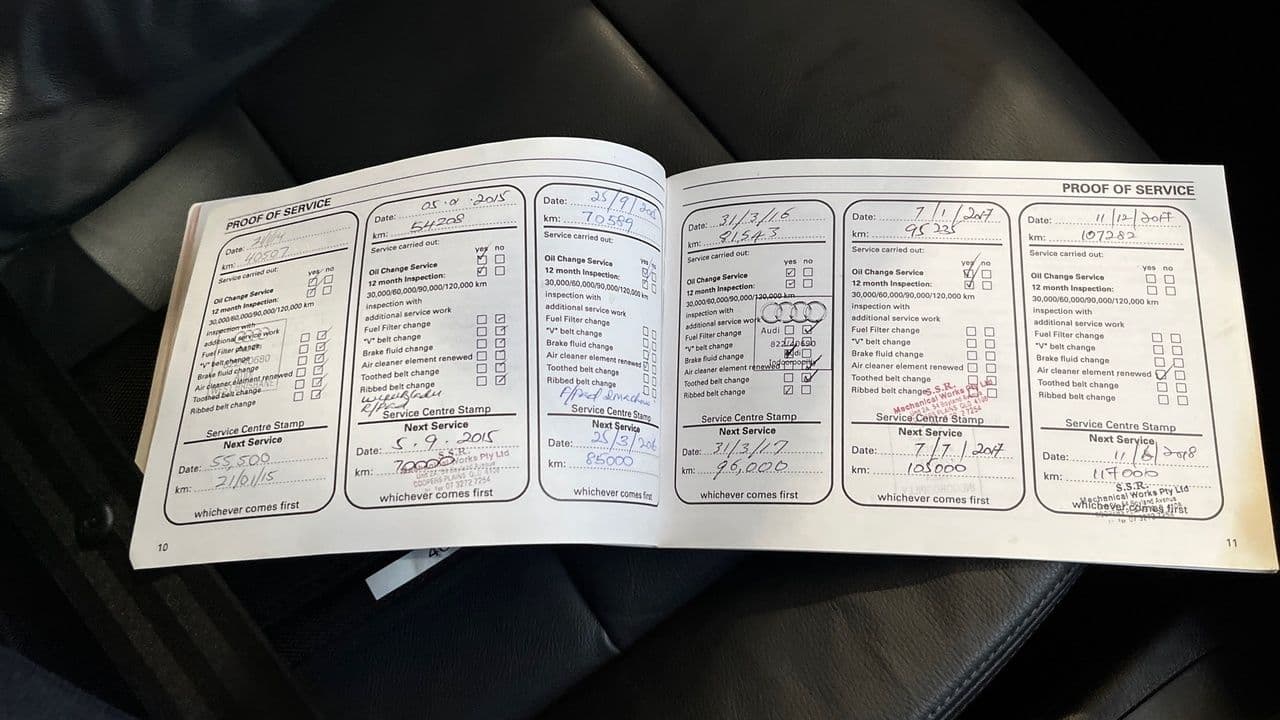 PROOF OF SERVICE
Date:
km: 40597
Service carried out:
yes no
Oil Change Service
12 month Inspection:
30,000/60,000/90,000/120,000 km
inspection with
additional service work
Fuel Filter change
"V" belt change
Brake fluid change
Air cleaner element renewed
Toothed belt change
Ribbed belt change
Service Centre Stamp
Next Service
Date: 55,500
km: 21/01/15
whichever comes first
10
Date: 2015
km: 54208
Service carried out:
yes no
Oil Change Service
12 month Inspection:
30,000/60,000/90,000/120,000 km
inspection with
additional service work
Fuel Filter change
"V" belt change
Brake fluid change
Air cleaner element renewed
Toothed belt change
Ribbed belt change
Service Centre Stamp
Next Service
Date: 5.9.2015
km: 70000
S.S.R.
COOPERS PLAINS QLD 4108
07 3272 7254
whichever comes first
Date: 25/9/
km: 70589
Service carried out:
yes no
Oil Change Service
12 month Inspection:
30,000/60,000/90,000/120,000 km
inspection with
additional service work
Fuel Filter change
"V" belt change
Brake fluid change
Air cleaner element renewed
Toothed belt change
Ribbed belt change
Service Centre Stamp
Next Service
Date: 25/3/
km: 85000
whichever comes first
PROOF OF SERVICE
Date: 31/3/16
km: 81,543
Service carried out:
yes no
Oil Change Service
12 month Inspection:
30,000/60,000/90,000/120,000 km
inspection with
additional service work
Fuel Filter change
Audi
"V" belt change
Brake fluid change
Air cleaner element renewed
Indooroopilly
Toothed belt change
Ribbed belt change
Service Centre Stamp
Next Service
Date: 31/3/17
km: 96,000
whichever comes first
Date: 7/1/2017
km: 95235
Service carried out:
yes no
Oil Change Service
12 month Inspection:
30,000/60,000/90,000/120,000 km
inspection with
additional service work
Fuel Filter change
"V" belt change
Brake fluid change
Air cleaner element renewed
Toothed belt change
Ribbed belt change
S.S.R.
Mechanical Works Pty Ltd
Service Centre Stamp
Next Service
Date: 7/7/2017
km: 105000
whichever comes first
Date: 11/12/2017
km: 107282
Service carried out:
yes no
Oil Change Service
12 month Inspection:
30,000/60,000/90,000/120,000 km
inspection with
additional service work
Fuel Filter change
"V" belt change
Brake fluid change
Air cleaner element renewed
Toothed belt change
Ribbed belt change
Service Centre Stamp
Next Service
Date: 11/6/2018
km: 117000
S.S.R.
Mechanical Works Pty Ltd
whichever comes first
11